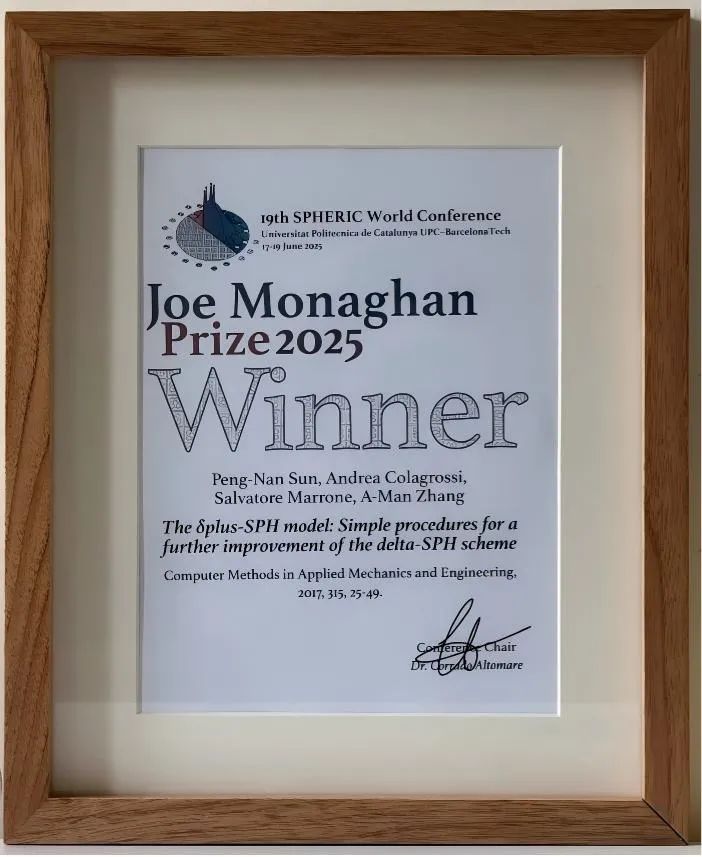 19th SPHERIC World Conference
Universitat Politecnica de Catalunya UPC–BarcelonaTech
17-19 June 2025
Joe Monaghan
Prize 2025
Winner
Peng-Nan Sun, Andrea Colagrossi,
Salvatore Marrone, A-Man Zhang
The δplus-SPH model: Simple procedures for a
further improvement of the delta-SPH scheme
Computer Methods in Applied Mechanics and Engineering,
2017, 315, 25-49.
Conference Chair
Dr. Corrado Altomare